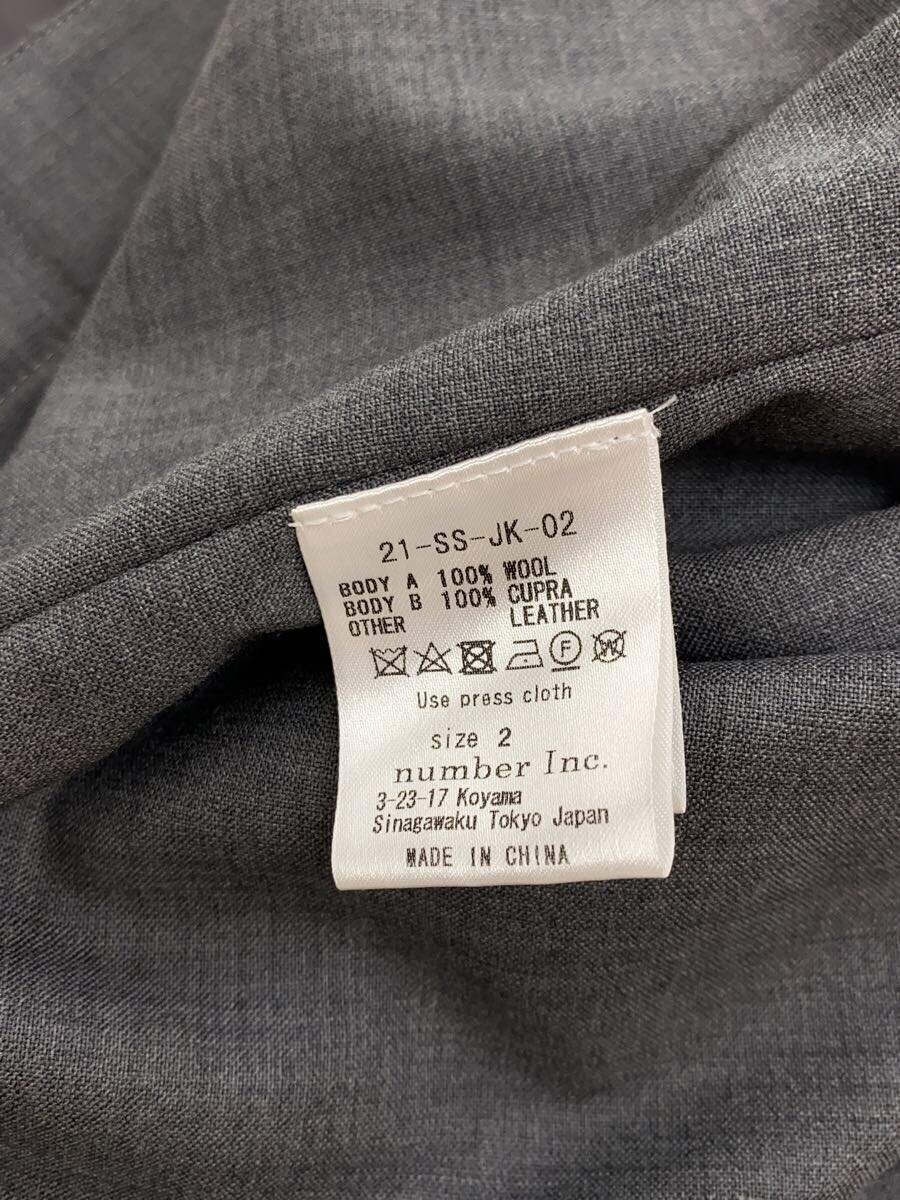 21-SS-JK-02
BODY A 100% WOOL
BODY B 100% CUPRA
OTHER LEATHER
F W
Use press cloth
size 2
number Inc.
3-23-17 Koyama
Sinagawaku Tokyo Japan
MADE IN CHINA